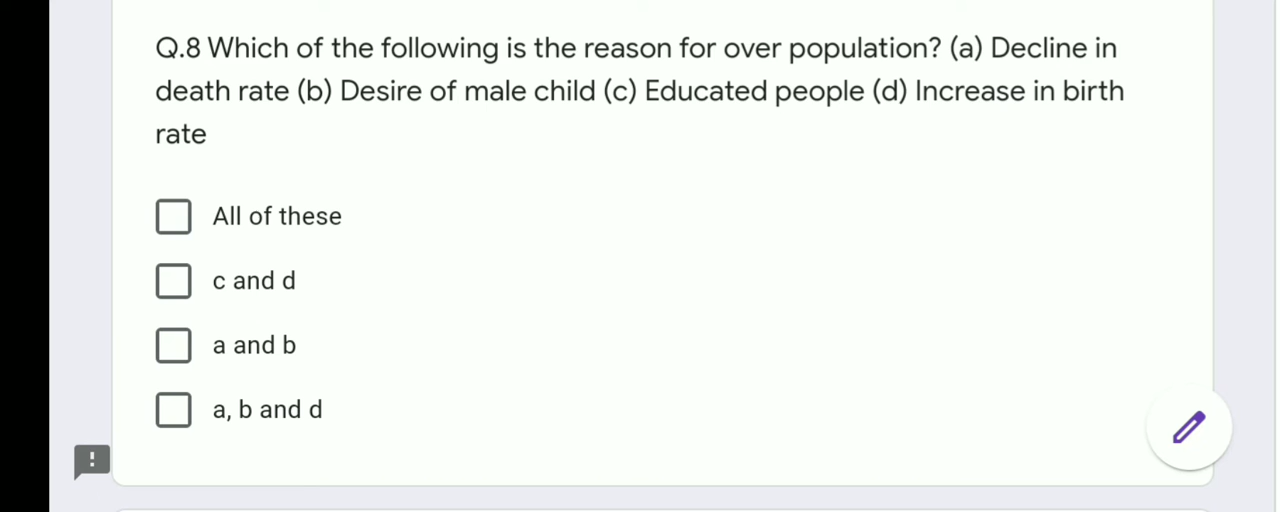 Q.8 Which of the following is the reason for over population? (a) Decline in
death rate (b) Desire of male child (c) Educated people (d) Increase in birth
rate
All of these
c and d
a and b
a, b and d